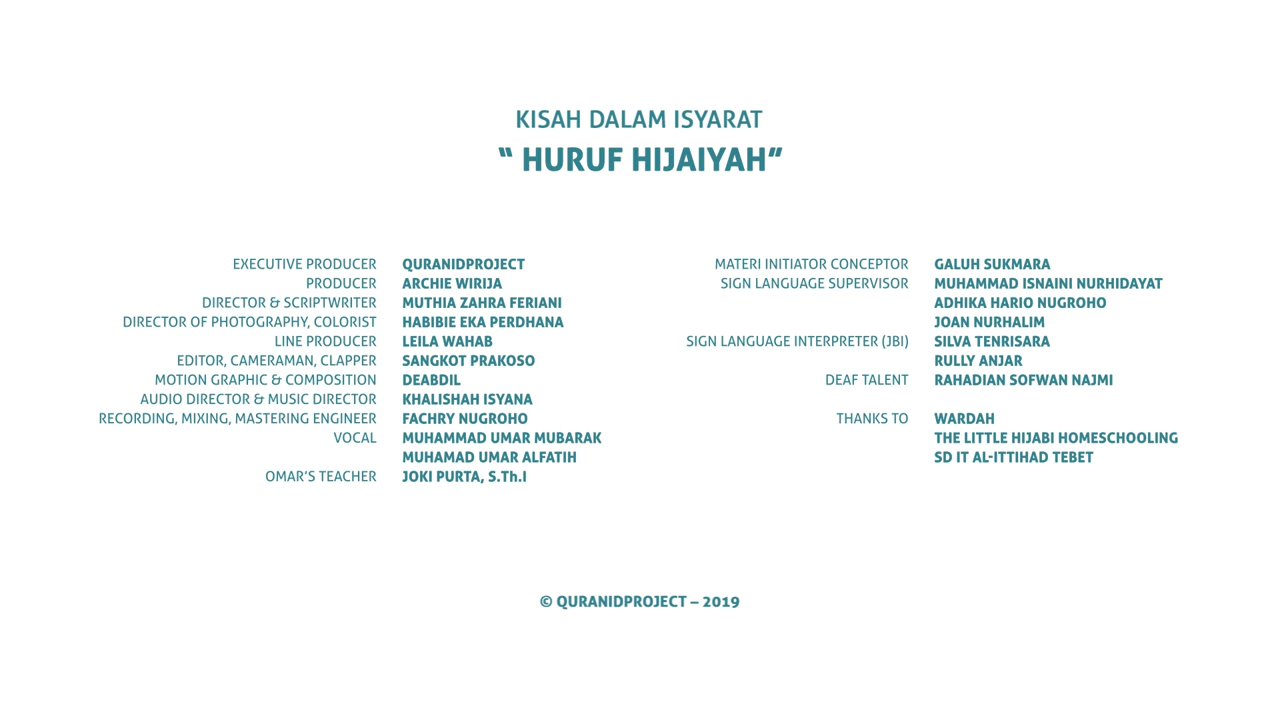 KISAH DALAM ISYARAT
“ HURUF HIJAIYAH”
EXECUTIVE PRODUCER QURANIDPROJECT
PRODUCER ARCHIE WIRIJA
DIRECTOR & SCRIPTWRITER MUTHIA ZAHRA FERIANI
DIRECTOR OF PHOTOGRAPHY, COLORIST HABIBIE EKA PERDHANA
LINE PRODUCER LEILA WAHAB
EDITOR, CAMERAMAN, CLAPPER SANGKOT PRAKOSO
MOTION GRAPHIC & COMPOSITION DEABDIL
AUDIO DIRECTOR & MUSIC DIRECTOR KHALISHAH ISYANA
RECORDING, MIXING, MASTERING ENGINEER FACHRY NUGROHO
VOCAL MUHAMMAD UMAR MUBARAK
MUHAMAD UMAR ALFATIH
OMAR’S TEACHER JOKI PURTA, S.Th.I
MATERI INITIATOR CONCEPTOR GALUH SUKMARA
SIGN LANGUAGE SUPERVISOR MUHAMMAD ISNAINI NURHIDAYAT
ADHIKA HARIO NUGROHO
JOAN NURHALIM
SIGN LANGUAGE INTERPRETER (JBI) SILVA TENRISARA
RULLY ANJAR
DEAF TALENT RAHADIAN SOFWAN NAJMI
THANKS TO WARDAH
THE LITTLE HIJABI HOMESCHOOLING
SD IT AL-ITTIHAD TEBET
© QURANIDPROJECT – 2019